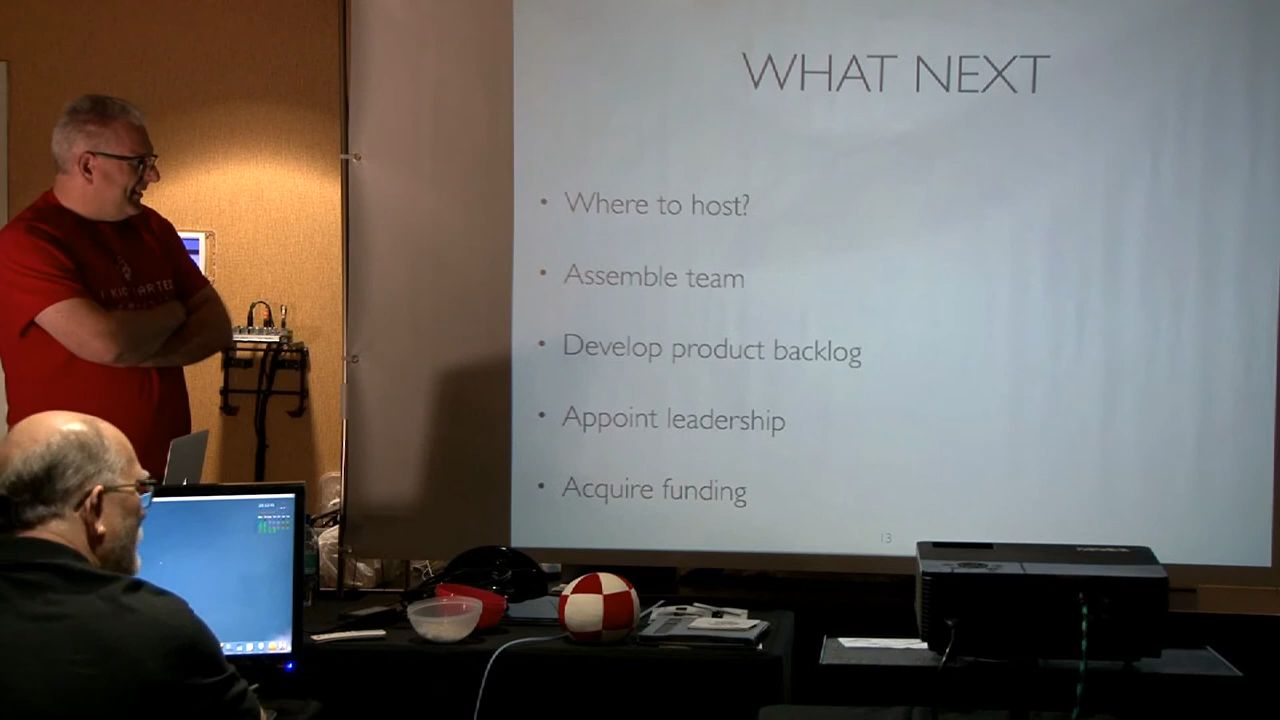 WHAT NEXT
• Where to host?
• Assemble team
• Develop product backlog
• Appoint leadership
• Acquire funding
13